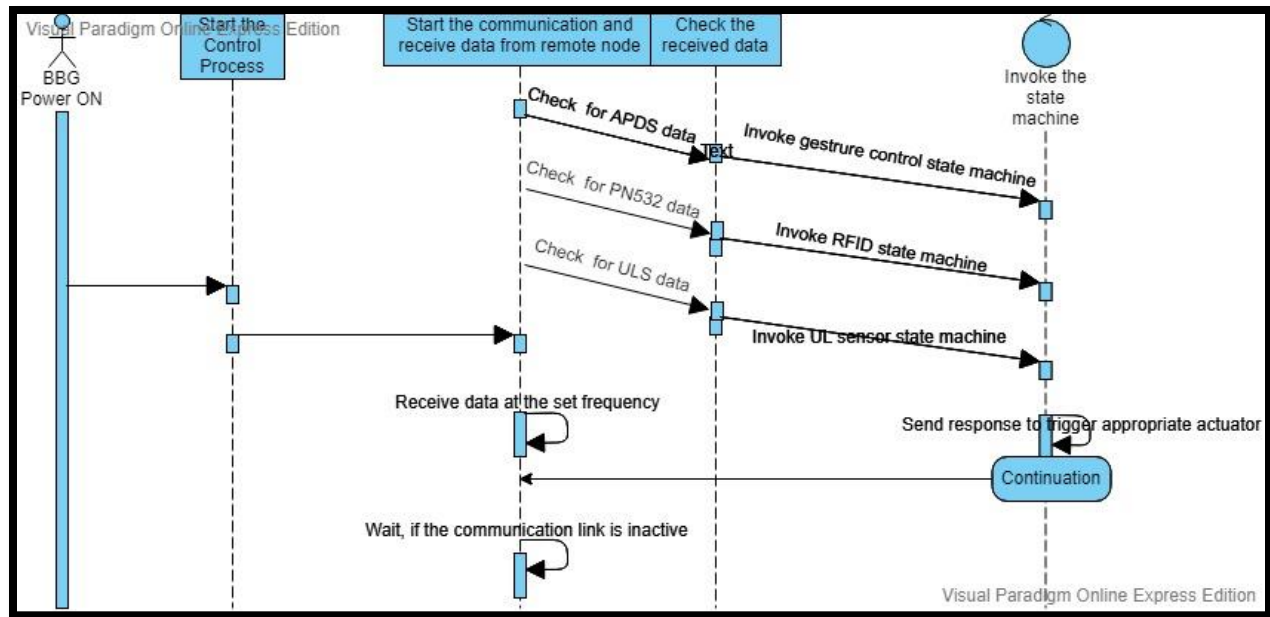 Visual Paradigm Online Express Edition
BBG
Power ON
Start the
Control
Process
Start the communication and
receive data from remote node
Check the
received data
Invoke the
state
machine
Check for APDS data
Text
Invoke gestrure control state machine
Check for PN532 data
Invoke RFID state machine
Check for ULS data
Invoke UL sensor state machine
Receive data at the set frequency
Send response to trigger appropriate actuator
Continuation
Wait, if the communication link is inactive
Visual Paradigm Online Express Edition